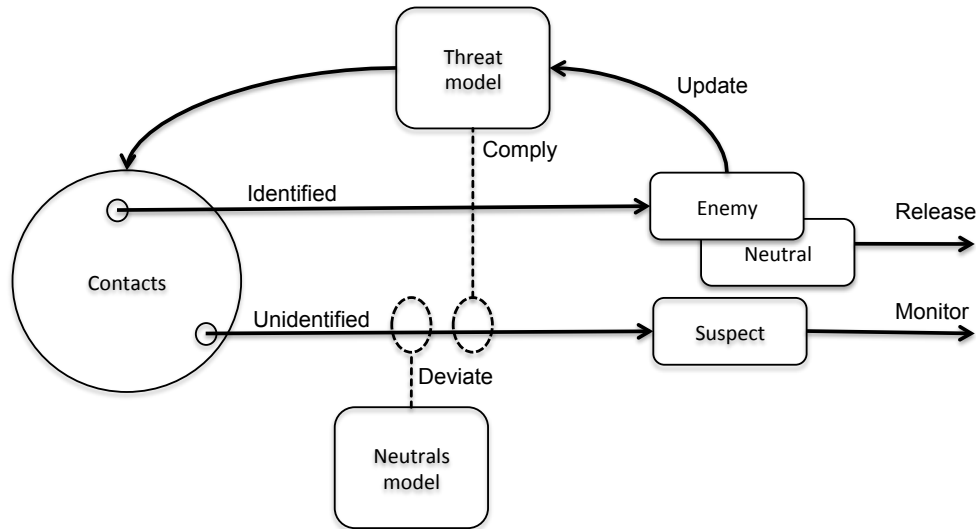 Threat
model
Update
Comply
Identified
Enemy
Release
Neutral
Contacts
Unidentified
Suspect
Monitor
Deviate
Neutrals
model